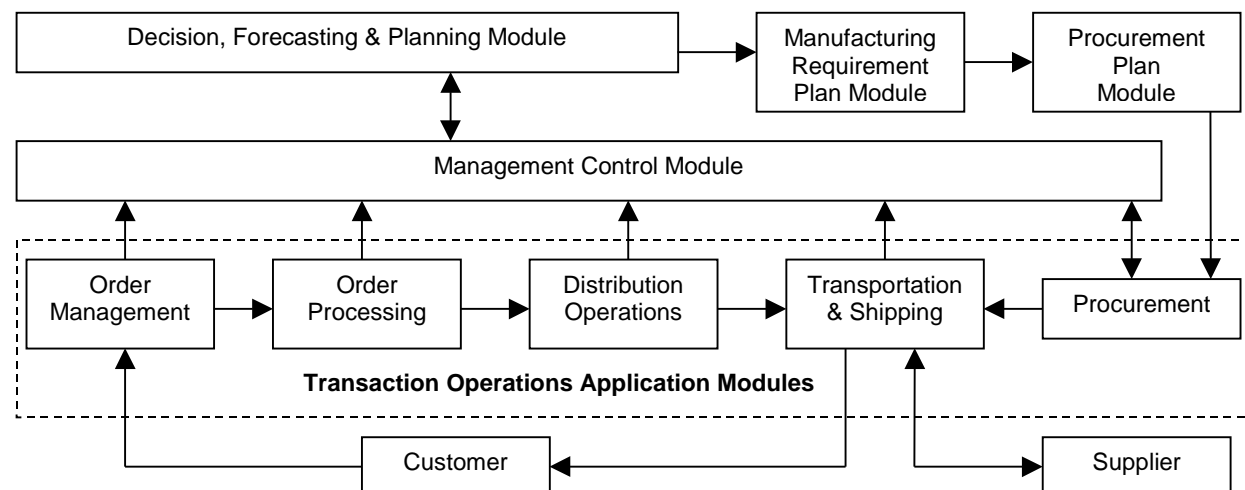 Decision, Forecasting & Planning Module
Manufacturing
Requirement
Plan Module
Procurement
Plan
Module
Management Control Module
Order
Management
Order
Processing
Distribution
Operations
Transportation
& Shipping
Procurement
Transaction Operations Application Modules
Customer
Supplier